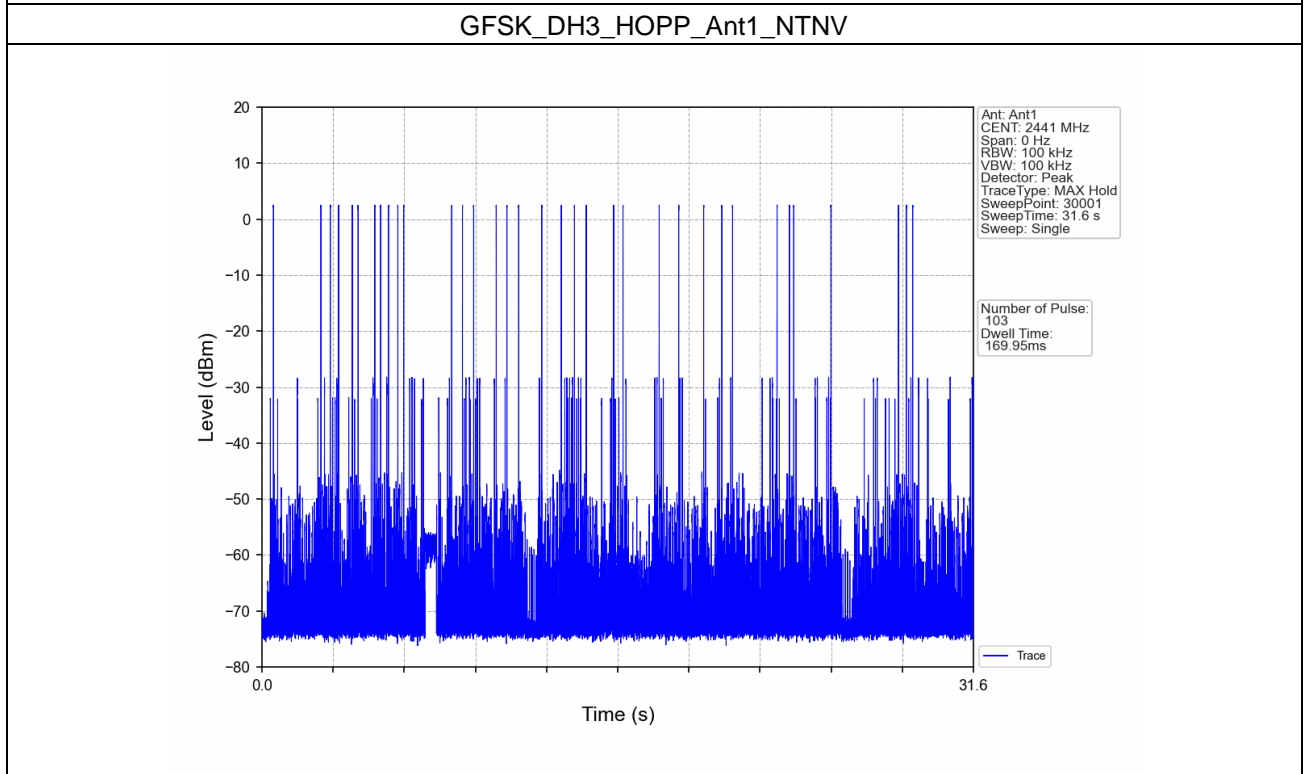 GFSK_DH3_HOPP_Ant1_NTNV
20
10
0
−10
−20
−30
−40
−50
−60
−70
−80
Level (dBm)
0.0
31.6
Time (s)
Ant: Ant1
CENT: 2441 MHz
Span: 0 Hz
RBW: 100 kHz
VBW: 100 kHz
Detector: Peak
TraceType: MAX Hold
SweepPoint: 30001
SweepTime: 31.6 s
Sweep: Single
Number of Pulse:
103
Dwell Time:
169.95ms
Trace